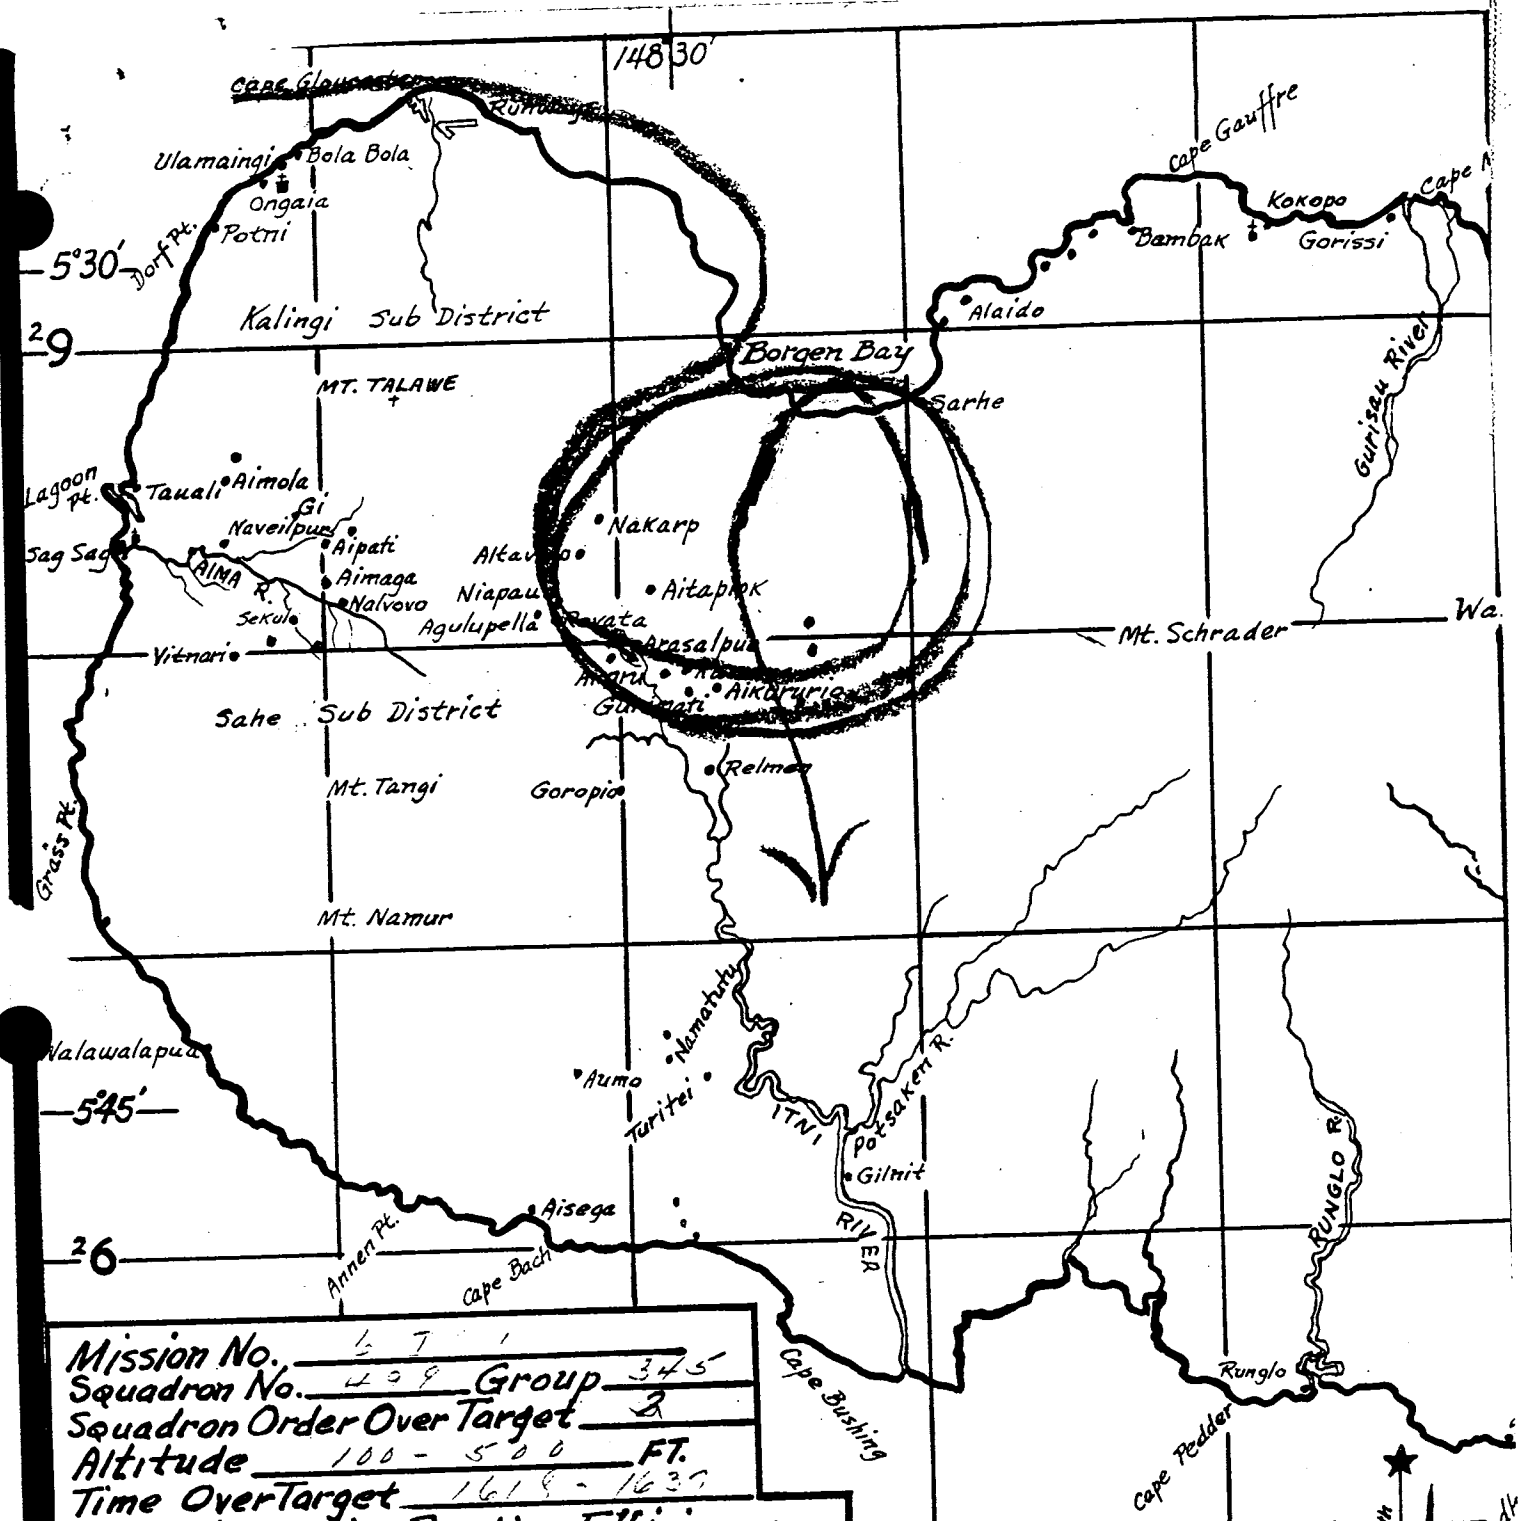 148°30'
Cape Gloucester
Runways
Cape Gauffre
Ulamaingi
Bola Bola
Cape
Ongaia
Kokopo
Potni
Bambak
Gorissi
Dorf Pt.
5°30'
Kalingi Sub District
Alaido
²9
Borgen Bay
Gurisau River
MT. TALAWE
Sarhe
Lagoon Pt.
Tauali
Aimola
Gi
Naveilpur
Nakarp
Sag Sag
Aipati
AIMA R.
Aimaga
Aitapiok
Niapau
Nalvovo
Sekul
Agulupella
Mt. Schrader
Wa.
Vitnari
Arasalpua
Aikururio
Sahe Sub District
Relmen
Mt. Tangi
Goropio
Grass Pt.
Mt. Namur
Namatutu
Aumo
5°45'
Turitei
ITNI
RIVER
Potsaken R.
Gilnit
RUNGLO R.
Aisega
²6
Annen Pt.
Cape Bach
Cape Bushing
Runglo
Cape Pedder
Mission No.
Squadron No. 499 Group 345
Squadron Order Over Target 2
Altitude 100 - 500 FT.
Time Over Target